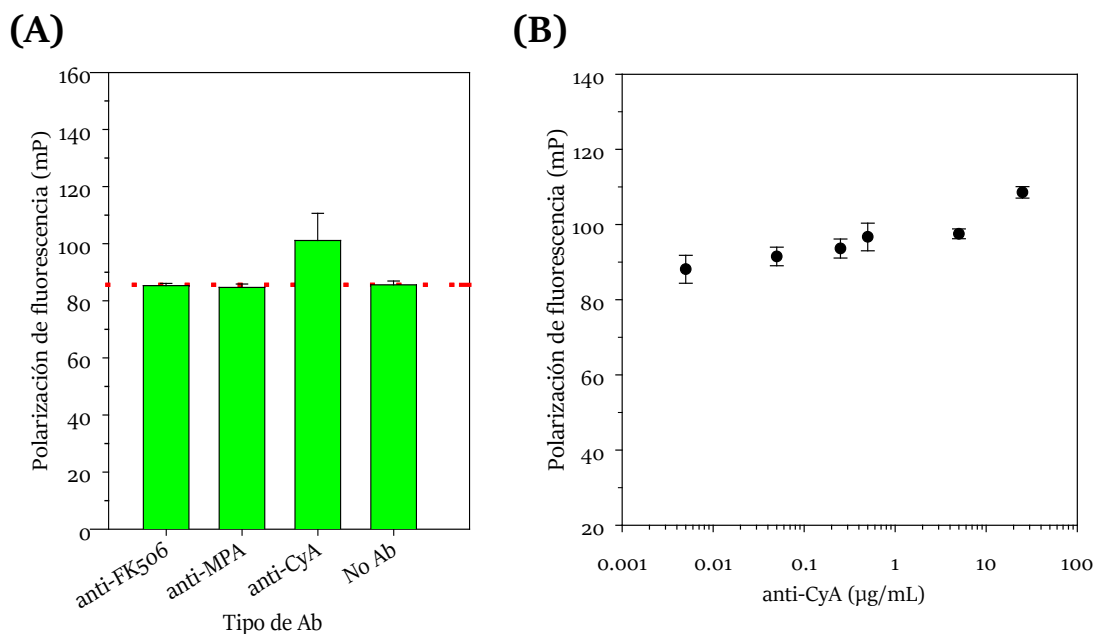 (A)
(B)
Polarización de fluorescencia (mP)
160
140
120
100
80
60
40
20
0
anti-FK506
anti-MPA
anti-CyA
No Ab
Tipo de Ab
Polarización de fluorescencia (mP)
140
120
100
80
60
40
20
0.001
0.01
0.1
1
10
100
anti-CyA (µg/mL)